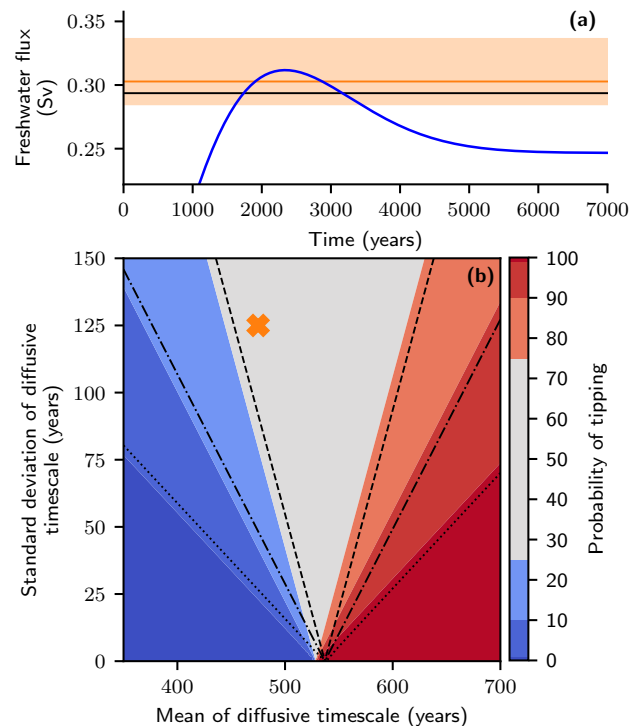 (a)
Freshwater flux
(Sv)
0.35
0.30
0.25
0 1000 2000 3000 4000 5000 6000 7000
Time (years)
(b)
Standard deviation of diffusive
timescale (years)
150
125
100
75
50
25
0
400 500 600 700
Mean of diffusive timescale (years)
100
90
80
70
60
50
40
30
20
10
0
Probability of tipping